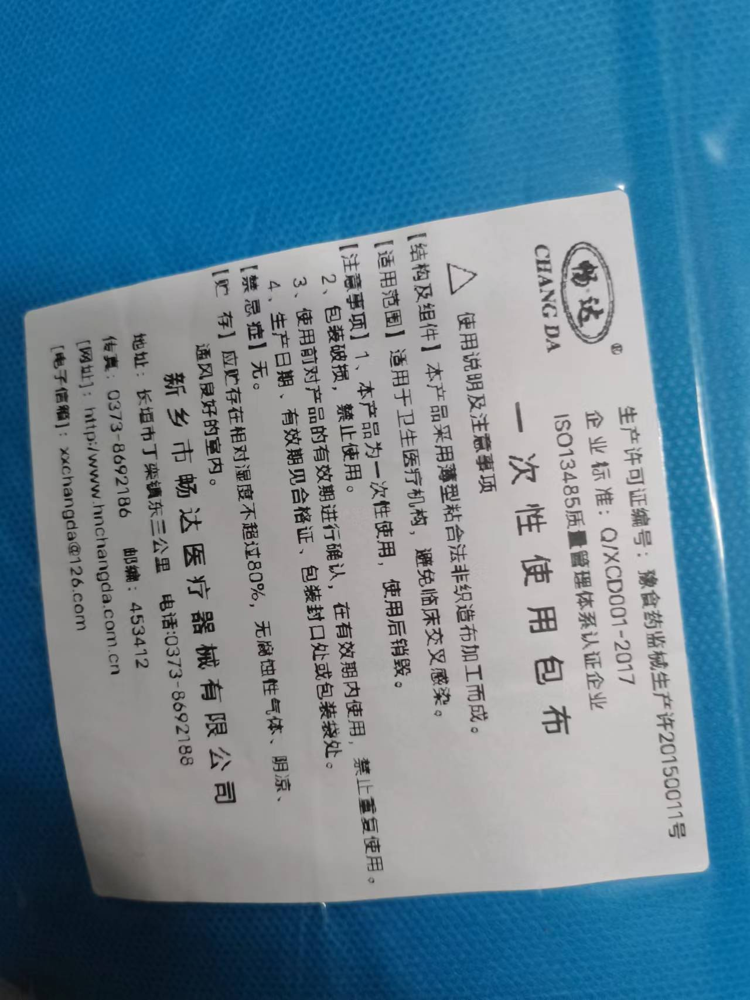 畅达
®
CHANG DA
生产许可证编号：豫食药监械生产许20150011号
企业标准：Q/XCD001-2017
ISO13485质量管理体系认证企业
一次性使用包布
使用说明及注意事项
【结构及组件】本产品采用薄型粘合法非织造布加工而成。
【适用范围】适用于卫生医疗机构，避免临床交叉感染。
【注意事项】1、本产品为一次性使用，使用后销毁。
2、包装破损，禁止使用。
3、使用前对产品的有效期进行确认，在有效期内使用，禁止重复使用。
4、生产日期、有效期见合格证、包装封口处或包装袋处。
【禁忌症】无。
【贮 存】应贮存在相对湿度不超过80%，无腐蚀性气体、阴凉、
通风良好的室内。
新乡市畅达医疗器械有限公司
地址：长垣市丁栾镇东三公里 电话:0373-8692188
传真：0373-8692186 邮编：453412
[网址]：http:/www.hnchangda.com.cn
[电子信箱]：xxchangda@126.com